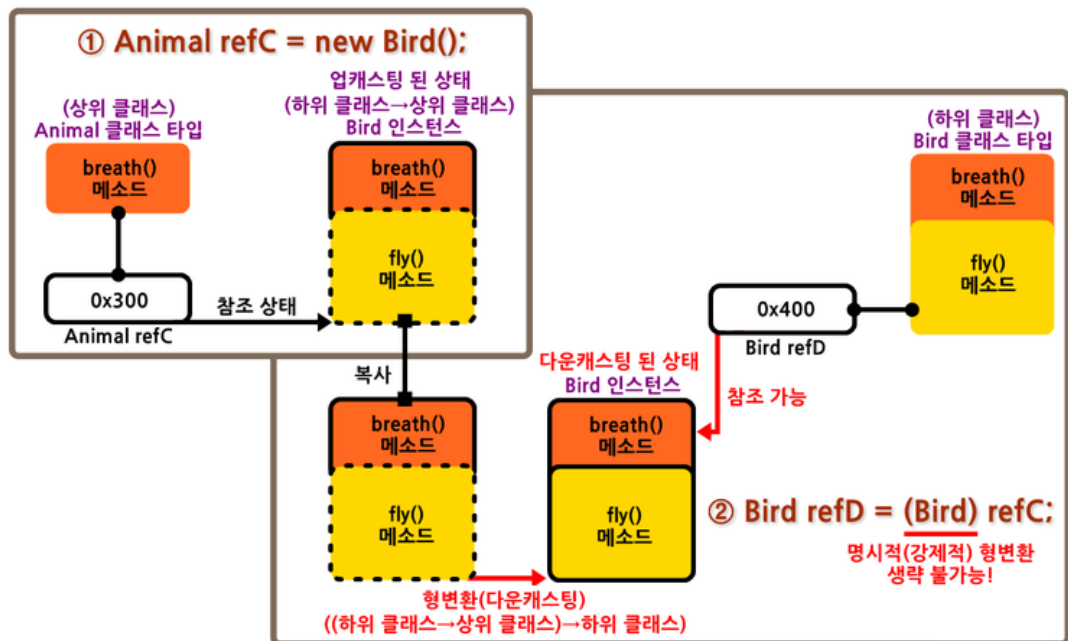 ① Animal refC = new Bird();
(상위 클래스)
Animal 클래스 타입
breath()
메소드
0x300
Animal refC
참조 상태
업캐스팅 된 상태
(하위 클래스→상위 클래스)
Bird 인스턴스
breath()
메소드
fly()
메소드
(하위 클래스)
Bird 클래스 타입
breath()
메소드
fly()
메소드
0x400
Bird refD
참조 가능
복사
breath()
메소드
fly()
메소드
다운캐스팅 된 상태
Bird 인스턴스
breath()
메소드
fly()
메소드
형변환(다운캐스팅)
((하위 클래스→상위 클래스)→하위 클래스)
② Bird refD = (Bird) refC;
명시적(강제적) 형변환
생략 불가능!